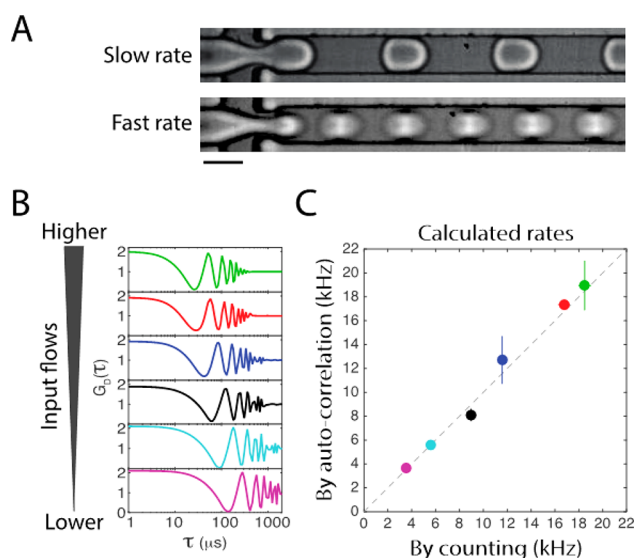 A
Slow rate
Fast rate
B
Higher
Input flows
Lower
G_D(τ)
2
1
2
1
2
1
2
1
2
1
2
1
0
1 10 100 1000
τ (μs)
C
Calculated rates
By auto-correlation (kHz)
22
20
18
16
14
12
10
8
6
4
2
0
0 2 4 6 8 10 12 14 16 18 20 22
By counting (kHz)